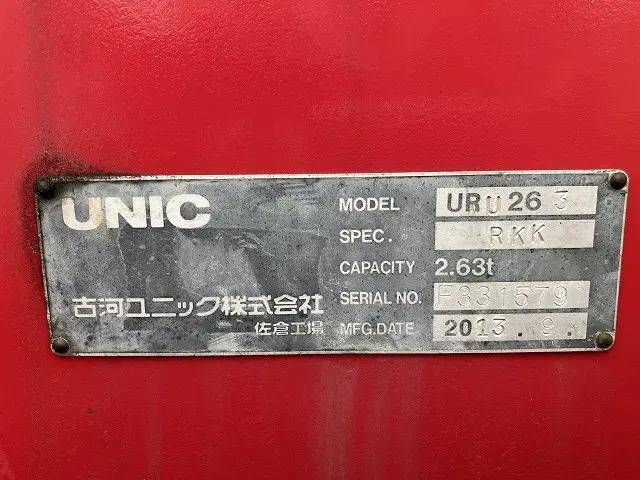 UNIC
MODEL URU263
SPEC. RKK
CAPACITY 2.63t
古河ユニック株式会社
SERIAL NO. F331579
佐倉工場
MFG.DATE 2013.9.